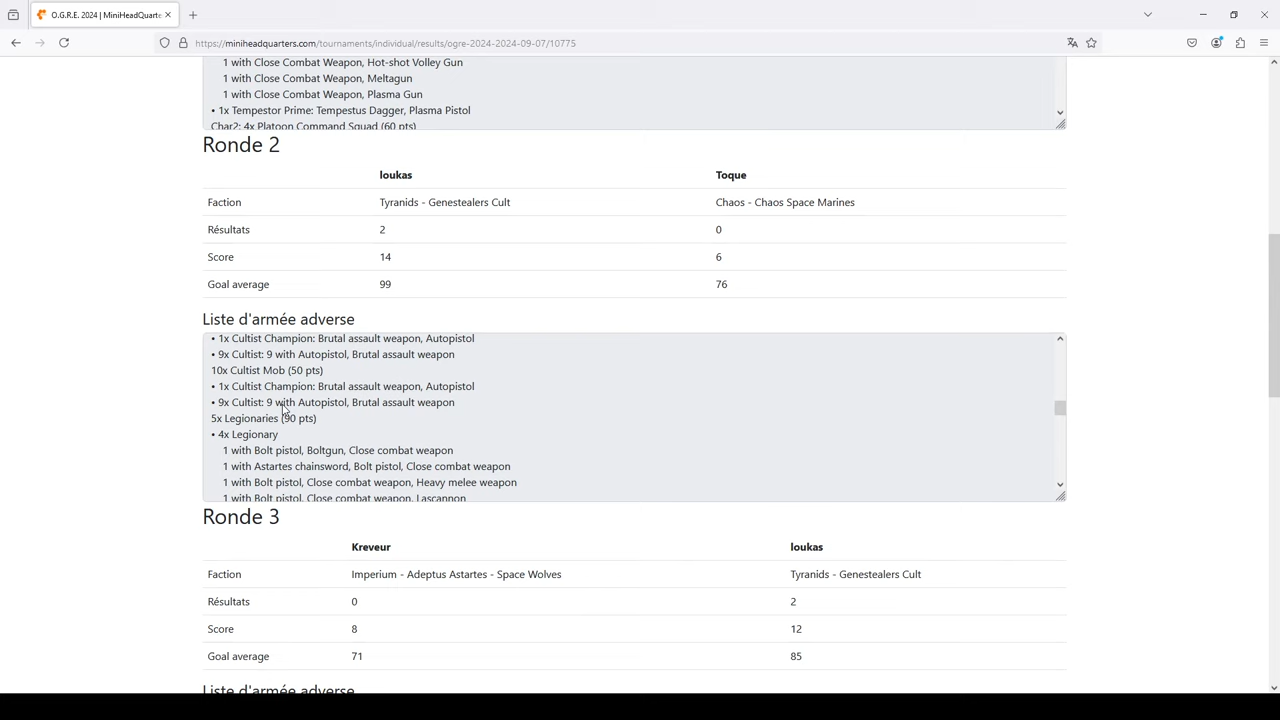 O.G.R.E. 2024 | MiniHeadQuarte
https://miniheadquarters.com/tournaments/individual/results/ogre-2024-2024-09-07/10775
1 with Close Combat Weapon, Hot-shot Volley Gun
1 with Close Combat Weapon, Meltagun
1 with Close Combat Weapon, Plasma Gun
• 1x Tempestor Prime: Tempestus Dagger, Plasma Pistol
Char2: 4x Platoon Command Squad (60 pts)
Ronde 2
loukas Toque
Faction Tyranids - Genestealers Cult Chaos - Chaos Space Marines
Résultats 2 0
Score 14 6
Goal average 99 76
Liste d'armée adverse
• 1x Cultist Champion: Brutal assault weapon, Autopistol
• 9x Cultist: 9 with Autopistol, Brutal assault weapon
10x Cultist Mob (50 pts)
• 1x Cultist Champion: Brutal assault weapon, Autopistol
• 9x Cultist: 9 with Autopistol, Brutal assault weapon
5x Legionaries (90 pts)
• 4x Legionary
1 with Bolt pistol, Boltgun, Close combat weapon
1 with Astartes chainsword, Bolt pistol, Close combat weapon
1 with Bolt pistol, Close combat weapon, Heavy melee weapon
1 with Bolt pistol, Close combat weapon, Lascannon
Ronde 3
Kreveur loukas
Faction Imperium - Adeptus Astartes - Space Wolves Tyranids - Genestealers Cult
Résultats 0 2
Score 8 12
Goal average 71 85
Liste d'armée adverse